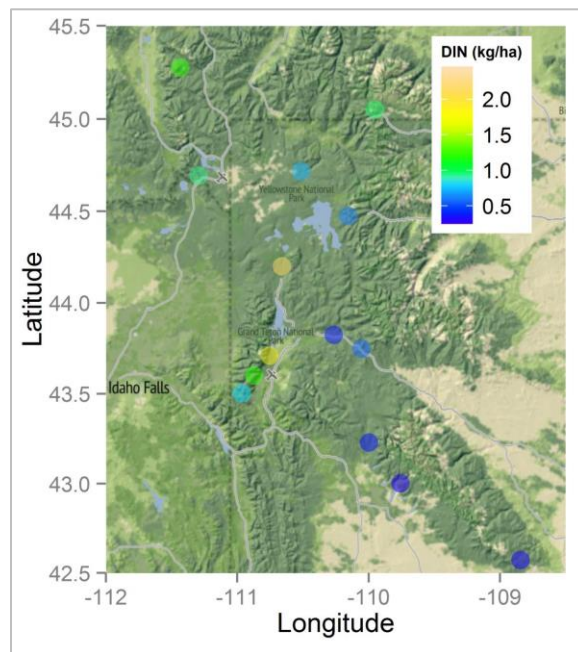 45.5
45.0
44.5
44.0
43.5
43.0
42.5
Latitude
-112
-111
-110
-109
Longitude
DIN (kg/ha)
2.0
1.5
1.0
0.5
Yellowstone National
Park
Grand Teton National
Park
Idaho Falls